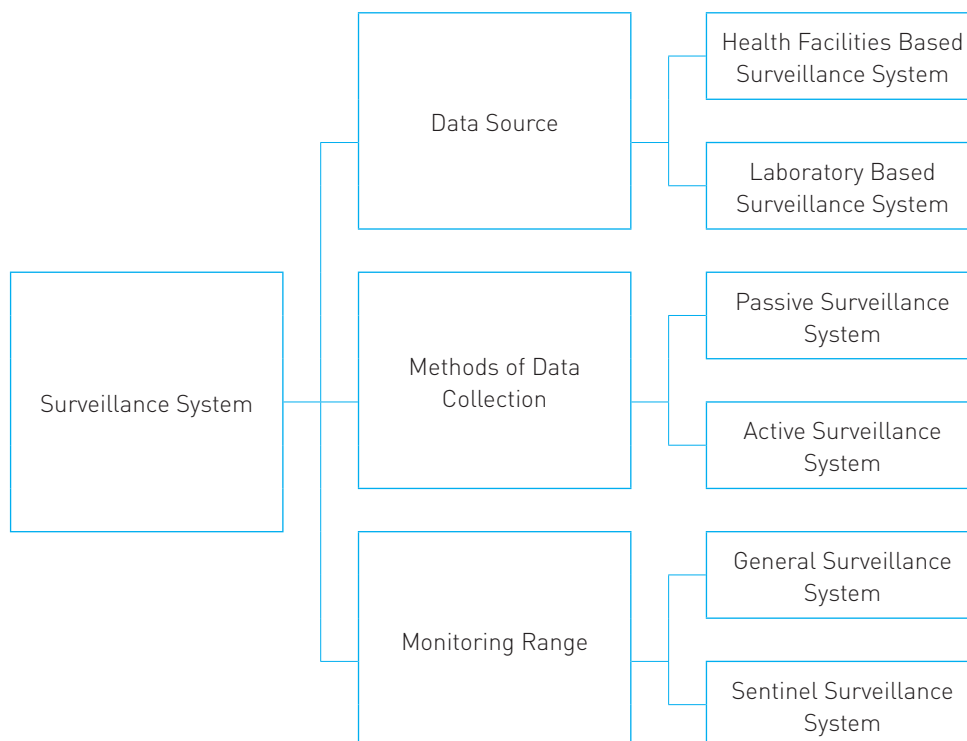 Surveillance System
Data Source
Health Facilities Based
Surveillance System
Laboratory Based
Surveillance System
Methods of Data
Collection
Passive Surveillance
System
Active Surveillance
System
Monitoring Range
General Surveillance
System
Sentinel Surveillance
System